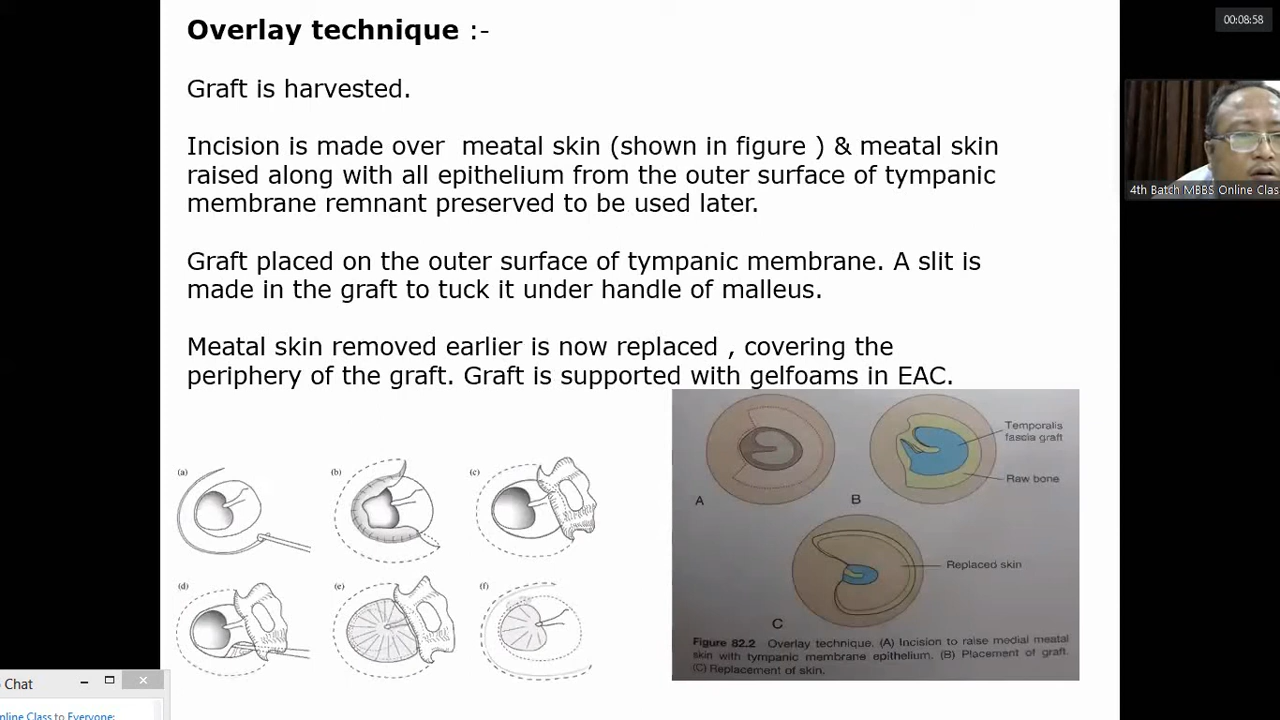 Overlay technique :-
Graft is harvested.
Incision is made over meatal skin (shown in figure ) & meatal skin
raised along with all epithelium from the outer surface of tympanic
membrane remnant preserved to be used later.
Graft placed on the outer surface of tympanic membrane. A slit is
made in the graft to tuck it under handle of malleus.
Meatal skin removed earlier is now replaced , covering the
periphery of the graft. Graft is supported with gelfoams in EAC.
(a)
(b)
(c)
(d)
(e)
(f)
A
B
Temporalis
fascia graft
Raw bone
C
Replaced skin
Figure 82.2 Overlay technique. (A) Incision to raise medial meatal
skin with tympanic membrane epithelium. (B) Placement of graft.
(C) Replacement of skin.
00:08:58
4th Batch MBBS Online Clas
Chat
nline Class to Everyone: